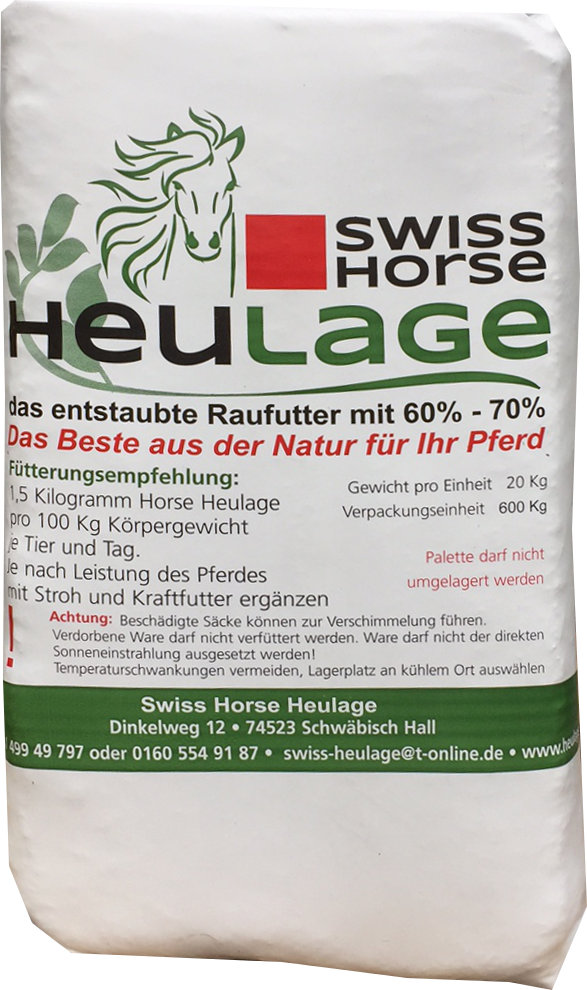 SWISS
Horse
HeuLAGE
das entstaubte Raufutter mit 60% - 70%
Das Beste aus der Natur für Ihr Pferd
Fütterungsempfehlung:
1,5 Kilogramm Horse Heulage
pro 100 Kg Körpergewicht
je Tier und Tag.
Je nach Leistung des Pferdes
mit Stroh und Kraftfutter ergänzen
Gewicht pro Einheit 20 Kg
Verpackungseinheit 600 Kg
Palette darf nicht
umgelagert werden
! Achtung: Beschädigte Säcke können zur Verschimmelung führen.
Verdorbene Ware darf nicht verfüttert werden. Ware darf nicht der direkten
Sonneneinstrahlung ausgesetzt werden!
Temperaturschwankungen vermeiden, Lagerplatz an kühlem Ort auswählen
Swiss Horse Heulage
Dinkelweg 12 • 74523 Schwäbisch Hall
499 49 797 oder 0160 554 91 87 • swiss-heulage@t-online.de •